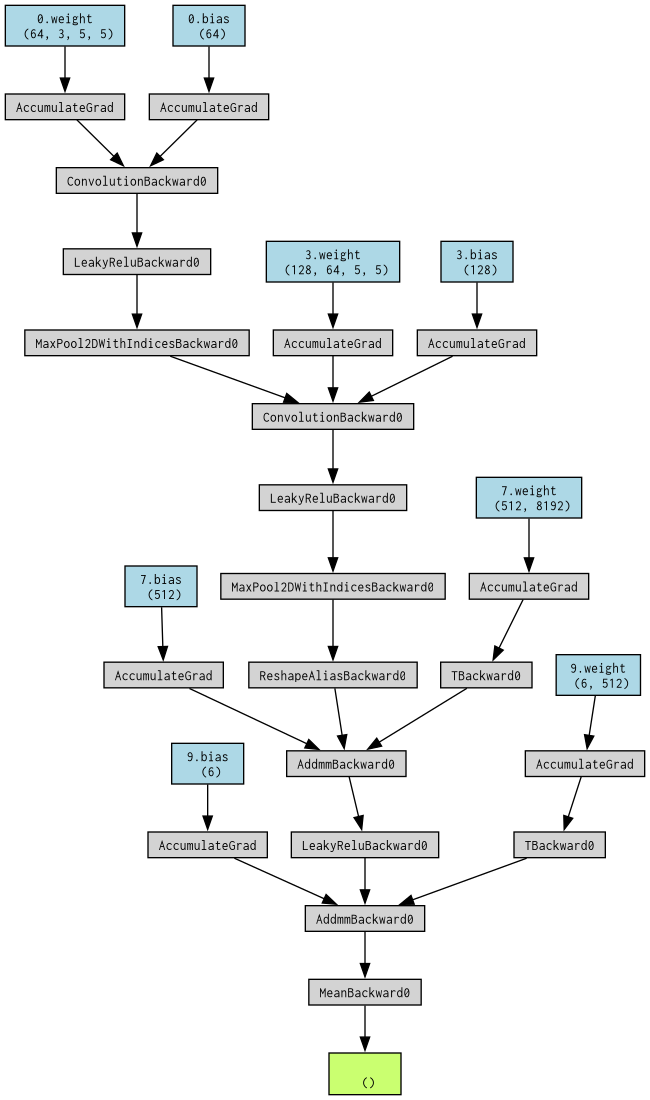 0.weight
(64, 3, 5, 5)
0.bias
(64)
AccumulateGrad
AccumulateGrad
ConvolutionBackward0
LeakyReluBackward0
3.weight
(128, 64, 5, 5)
3.bias
(128)
MaxPool2DWithIndicesBackward0
AccumulateGrad
AccumulateGrad
ConvolutionBackward0
LeakyReluBackward0
7.weight
(512, 8192)
7.bias
(512)
MaxPool2DWithIndicesBackward0
AccumulateGrad
AccumulateGrad
ReshapeAliasBackward0
TBackward0
9.weight
(6, 512)
9.bias
(6)
AddmmBackward0
AccumulateGrad
AccumulateGrad
LeakyReluBackward0
TBackward0
AddmmBackward0
MeanBackward0
()